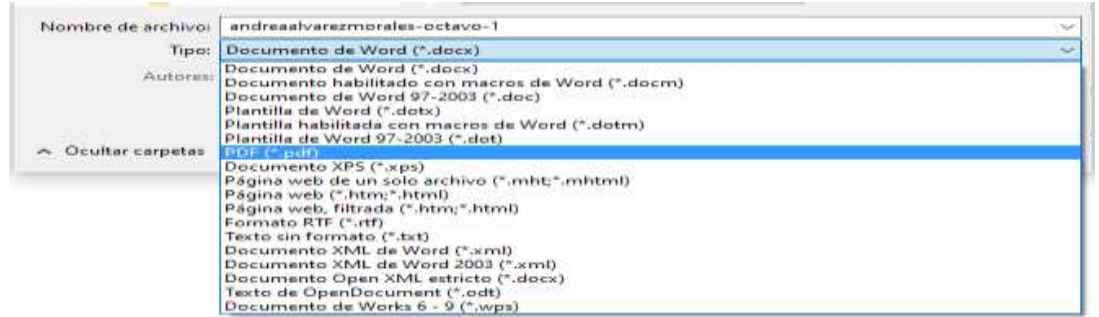 Nombre de archivo: andreaalvarezmorales-octavo-1
Tipo: Documento de Word (*.docx)
Autores:
Documento de Word (*.docx)
Documento habilitado con macros de Word (*.docm)
Documento de Word 97-2003 (*.doc)
Plantilla de Word (*.dotx)
Plantilla habilitada con macros de Word (*.dotm)
Plantilla de Word 97-2003 (*.dot)
Ocultar carpetas
PDF (*.pdf)
Documento XPS (*.xps)
Página web de un solo archivo (*.mht;*.mhtml)
Página web (*.htm;*.html)
Página web, filtrada (*.htm;*.html)
Formato RTF (*.rtf)
Texto sin formato (*.txt)
Documento XML de Word (*.xml)
Documento XML de Word 2003 (*.xml)
Documento Open XML estricto (*.docx)
Texto de OpenDocument (*.odt)
Documento de Works 6 - 9 (*.wps)